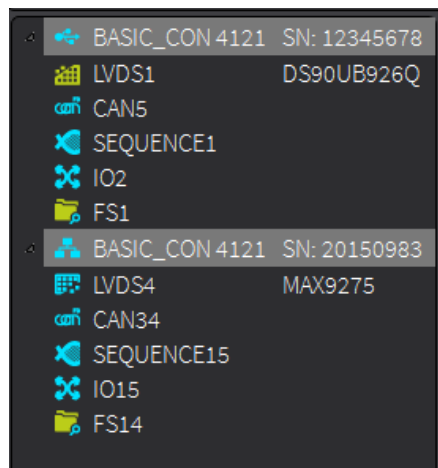 BASIC_CON 4121 SN: 12345678
LVDS1 DS90UB926Q
CAN5
SEQUENCE1
IO2
FS1
BASIC_CON 4121 SN: 20150983
LVDS4 MAX9275
CAN34
SEQUENCE15
IO15
FS14